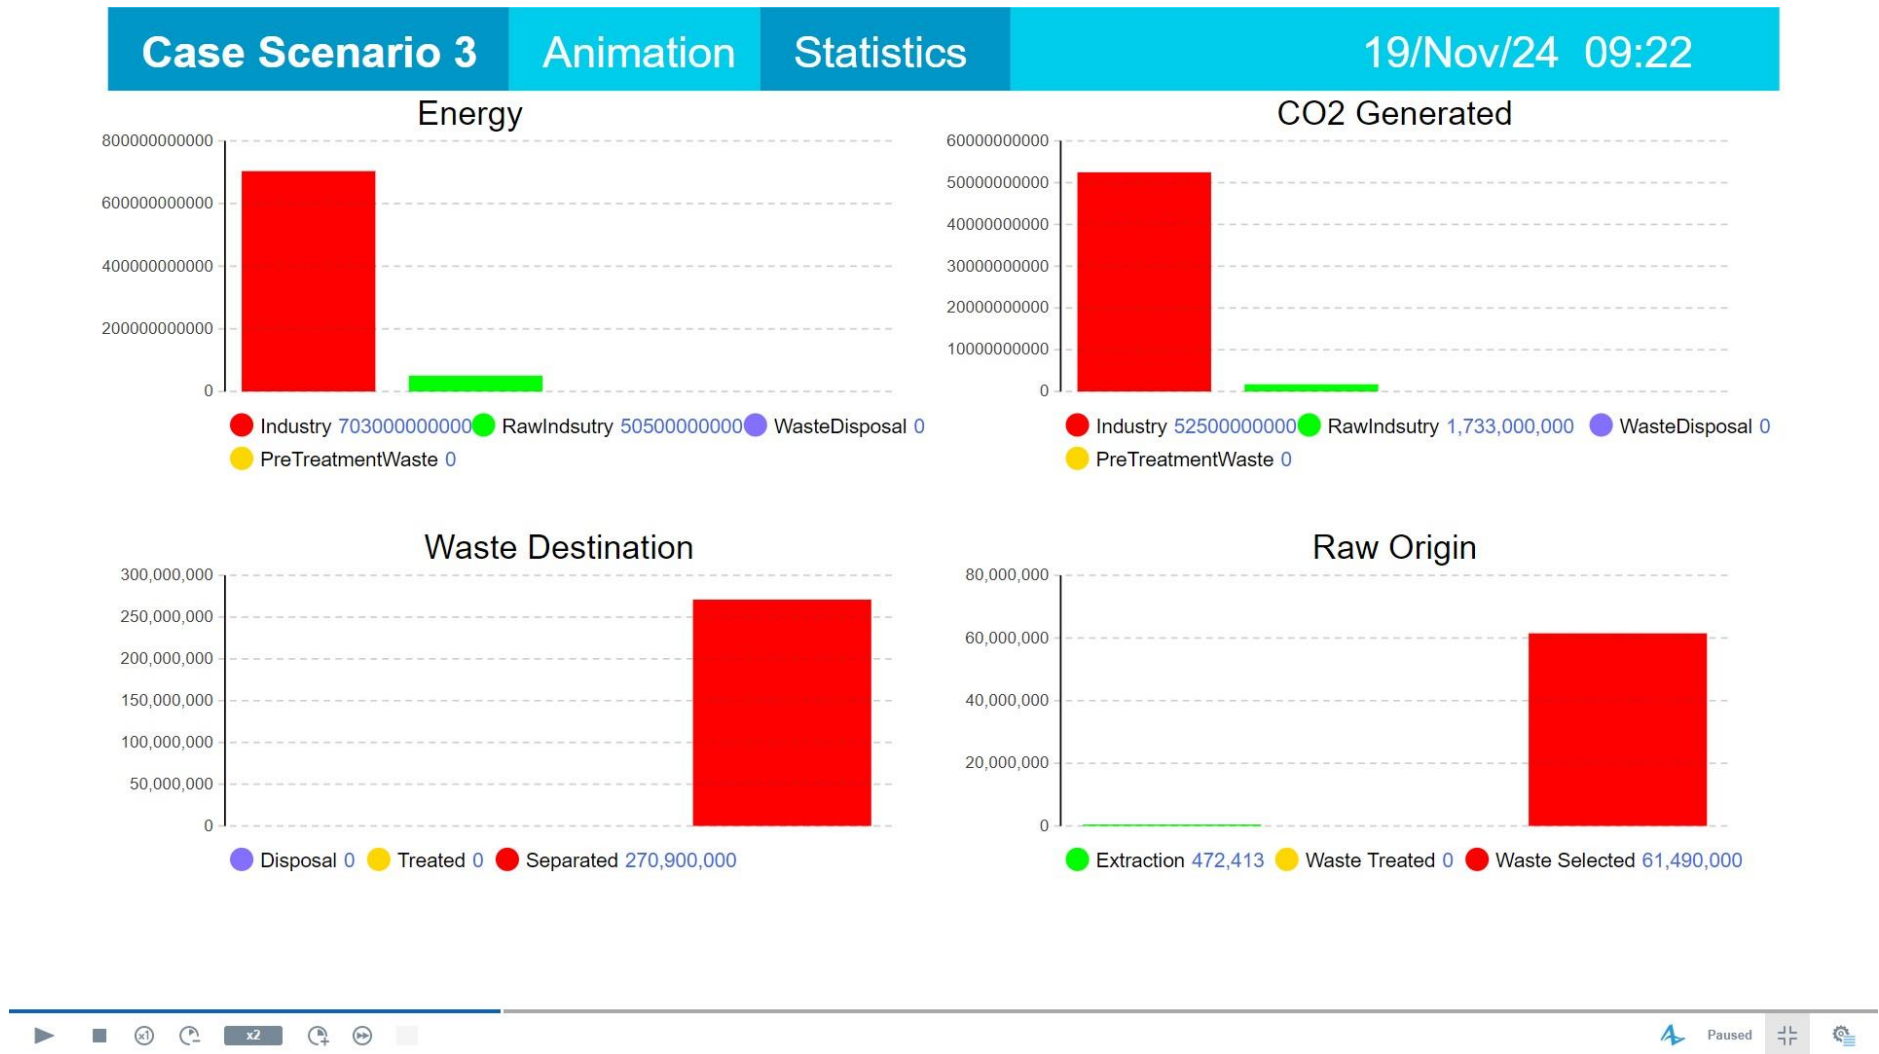 Case Scenario 3 Animation Statistics 19/Nov/24 09:22
Energy
800000000000
600000000000
400000000000
200000000000
0
Industry 703000000000 RawIndsutry 50500000000 WasteDisposal 0
PreTreatmentWaste 0
CO2 Generated
60000000000
50000000000
40000000000
30000000000
20000000000
10000000000
0
Industry 52500000000 RawIndsutry 1,733,000,000 WasteDisposal 0
PreTreatmentWaste 0
Waste Destination
300,000,000
250,000,000
200,000,000
150,000,000
100,000,000
50,000,000
0
Disposal 0 Treated 0 Separated 270,900,000
Raw Origin
80,000,000
60,000,000
40,000,000
20,000,000
0
Extraction 472,413 Waste Treated 0 Waste Selected 61,490,000
x1 x2 Paused